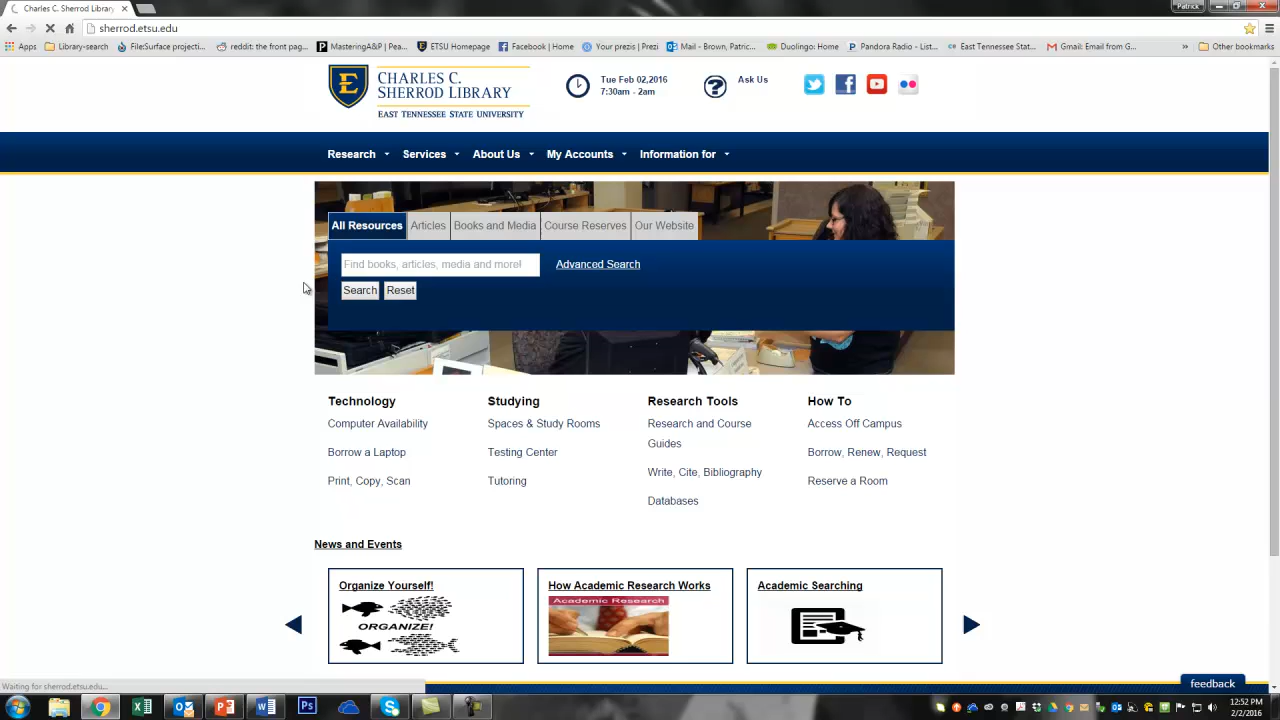 Charles C. Sherrod Library
Patrick
sherrod.etsu.edu
Apps
Library-search
File:Surface projecti...
reddit: the front pag...
MasteringA&P | Pea...
ETSU Homepage
Facebook | Home
Your prezis | Prezi
Mail - Brown, Patric...
Duolingo: Home
Pandora Radio - List...
East Tennessee Stat...
Gmail: Email from G...
»
Other bookmarks
CHARLES C.
SHERROD LIBRARY
EAST TENNESSEE STATE UNIVERSITY
Tue Feb 02,2016
7:30am - 2am
Ask Us
Research
Services
About Us
My Accounts
Information for
All Resources
Articles
Books and Media
Course Reserves
Our Website
Find books, articles, media and more!
Advanced Search
Search
Reset
Technology
Studying
Research Tools
How To
Computer Availability
Spaces & Study Rooms
Research and Course
Guides
Access Off Campus
Borrow a Laptop
Testing Center
Write, Cite, Bibliography
Borrow, Renew, Request
Print, Copy, Scan
Tutoring
Databases
Reserve a Room
News and Events
Organize Yourself!
ORGANIZE!
How Academic Research Works
Academic Research
Academic Searching
Waiting for sherrod.etsu.edu...
feedback
12:52 PM
2/2/2016